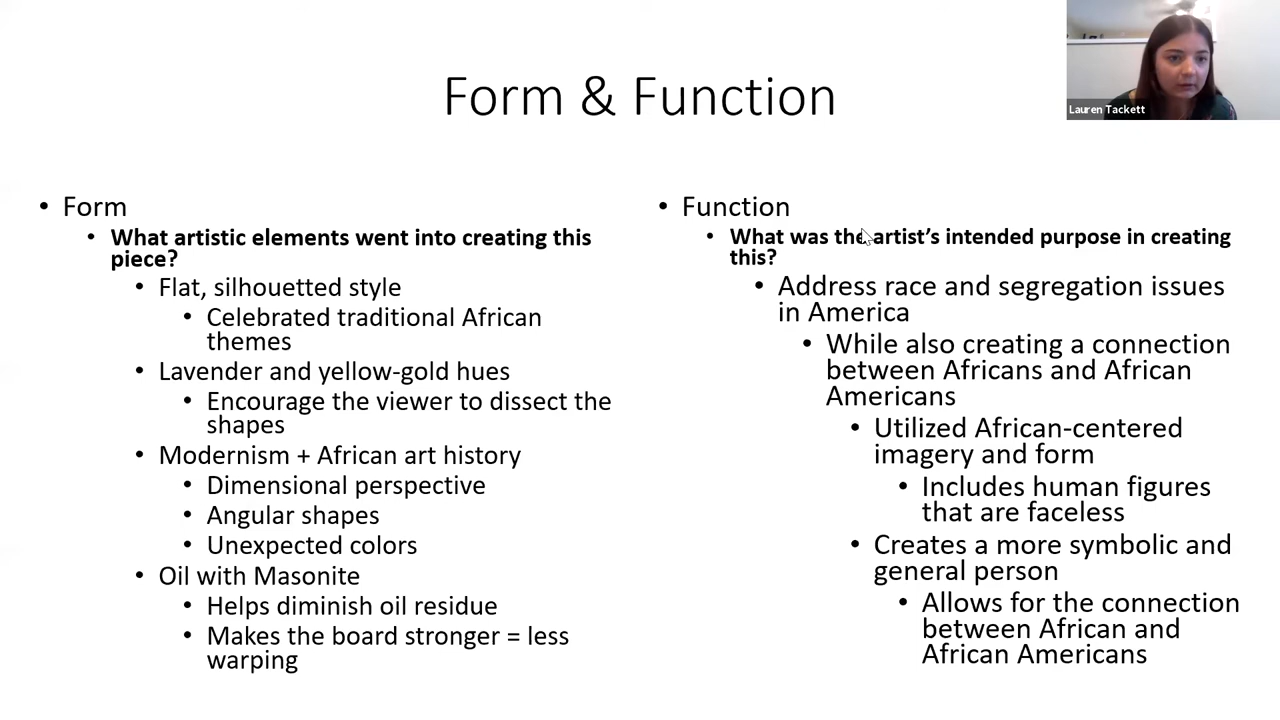 Lauren Tackett
Form & Function
• Form
• What artistic elements went into creating this
piece?
• Flat, silhouetted style
• Celebrated traditional African
themes
• Lavender and yellow-gold hues
• Encourage the viewer to dissect the
shapes
• Modernism + African art history
• Dimensional perspective
• Angular shapes
• Unexpected colors
• Oil with Masonite
• Helps diminish oil residue
• Makes the board stronger = less
warping
• Function
• What was the artist’s intended purpose in creating
this?
• Address race and segregation issues
in America
• While also creating a connection
between Africans and African
Americans
• Utilized African-centered
imagery and form
• Includes human figures
that are faceless
• Creates a more symbolic and
general person
• Allows for the connection
between African and
African Americans